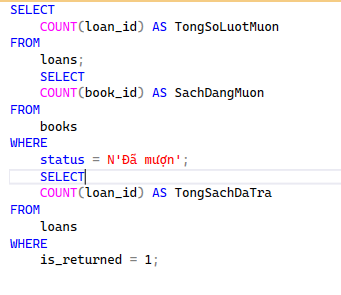 SELECT
    COUNT(loan_id) AS TongSoLuotMuon
FROM
    loans;
    SELECT
    COUNT(book_id) AS SachDangMuon
FROM
    books
WHERE
    status = N'Đã mượn';
    SELECT
    COUNT(loan_id) AS TongSachDaTra
FROM
    loans
WHERE
    is_returned = 1;